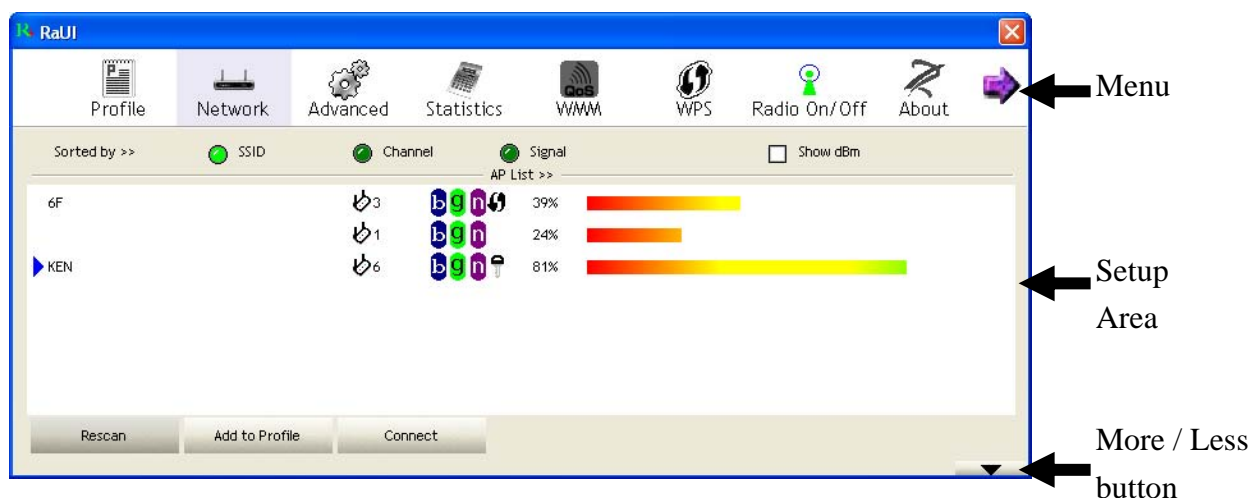 RaUI
Profile Network Advanced Statistics QoS WMM WPS Radio On/Off About
Menu
Sorted by >> SSID Channel Signal Show dBm
AP List >>
6F 3 b g n 39%
1 b g n 24%
KEN 6 b g n 81%
Setup
Area
Rescan Add to Profile Connect
More / Less
button